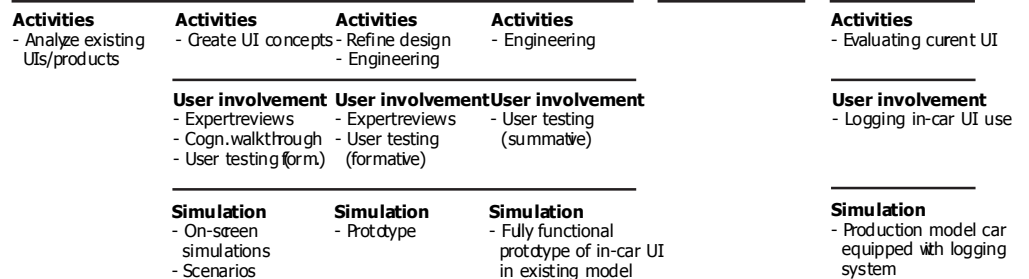 Activities
- Analyze existing
UIs/products
Activities
- Create UI concepts
Activities
- Refine design
- Engineering
Activities
- Engineering
Activities
- Evaluating current UI
User involvement
- Expertreviews
- Cogn.walkthrough
- User testing (form.)
User involvement
- Expertreviews
- User testing
(formative)
User involvement
- User testing
(summative)
User involvement
- Logging in-car UI use
Simulation
- On-screen
simulations
- Scenarios
Simulation
- Prototype
Simulation
- Fully functional
prototype of in-car UI
in existing model
Simulation
- Production model car
equipped with logging
system